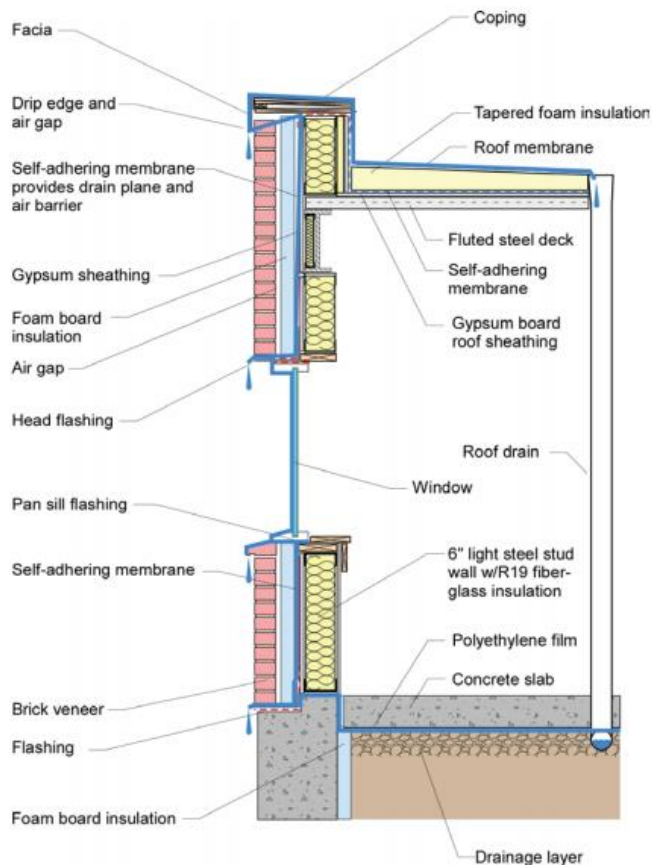 Facia
Coping
Drip edge and
air gap
Tapered foam insulation
Roof membrane
Self-adhering membrane
provides drain plane and
air barrier
Fluted steel deck
Gypsum sheathing
Self-adhering
membrane
Foam board
insulation
Gypsum board
roof sheathing
Air gap
Head flashing
Roof drain
Window
Pan sill flashing
Self-adhering membrane
6" light steel stud
wall w/R19 fiber-
glass insulation
Polyethylene film
Concrete slab
Brick veneer
Flashing
Foam board insulation
Drainage layer